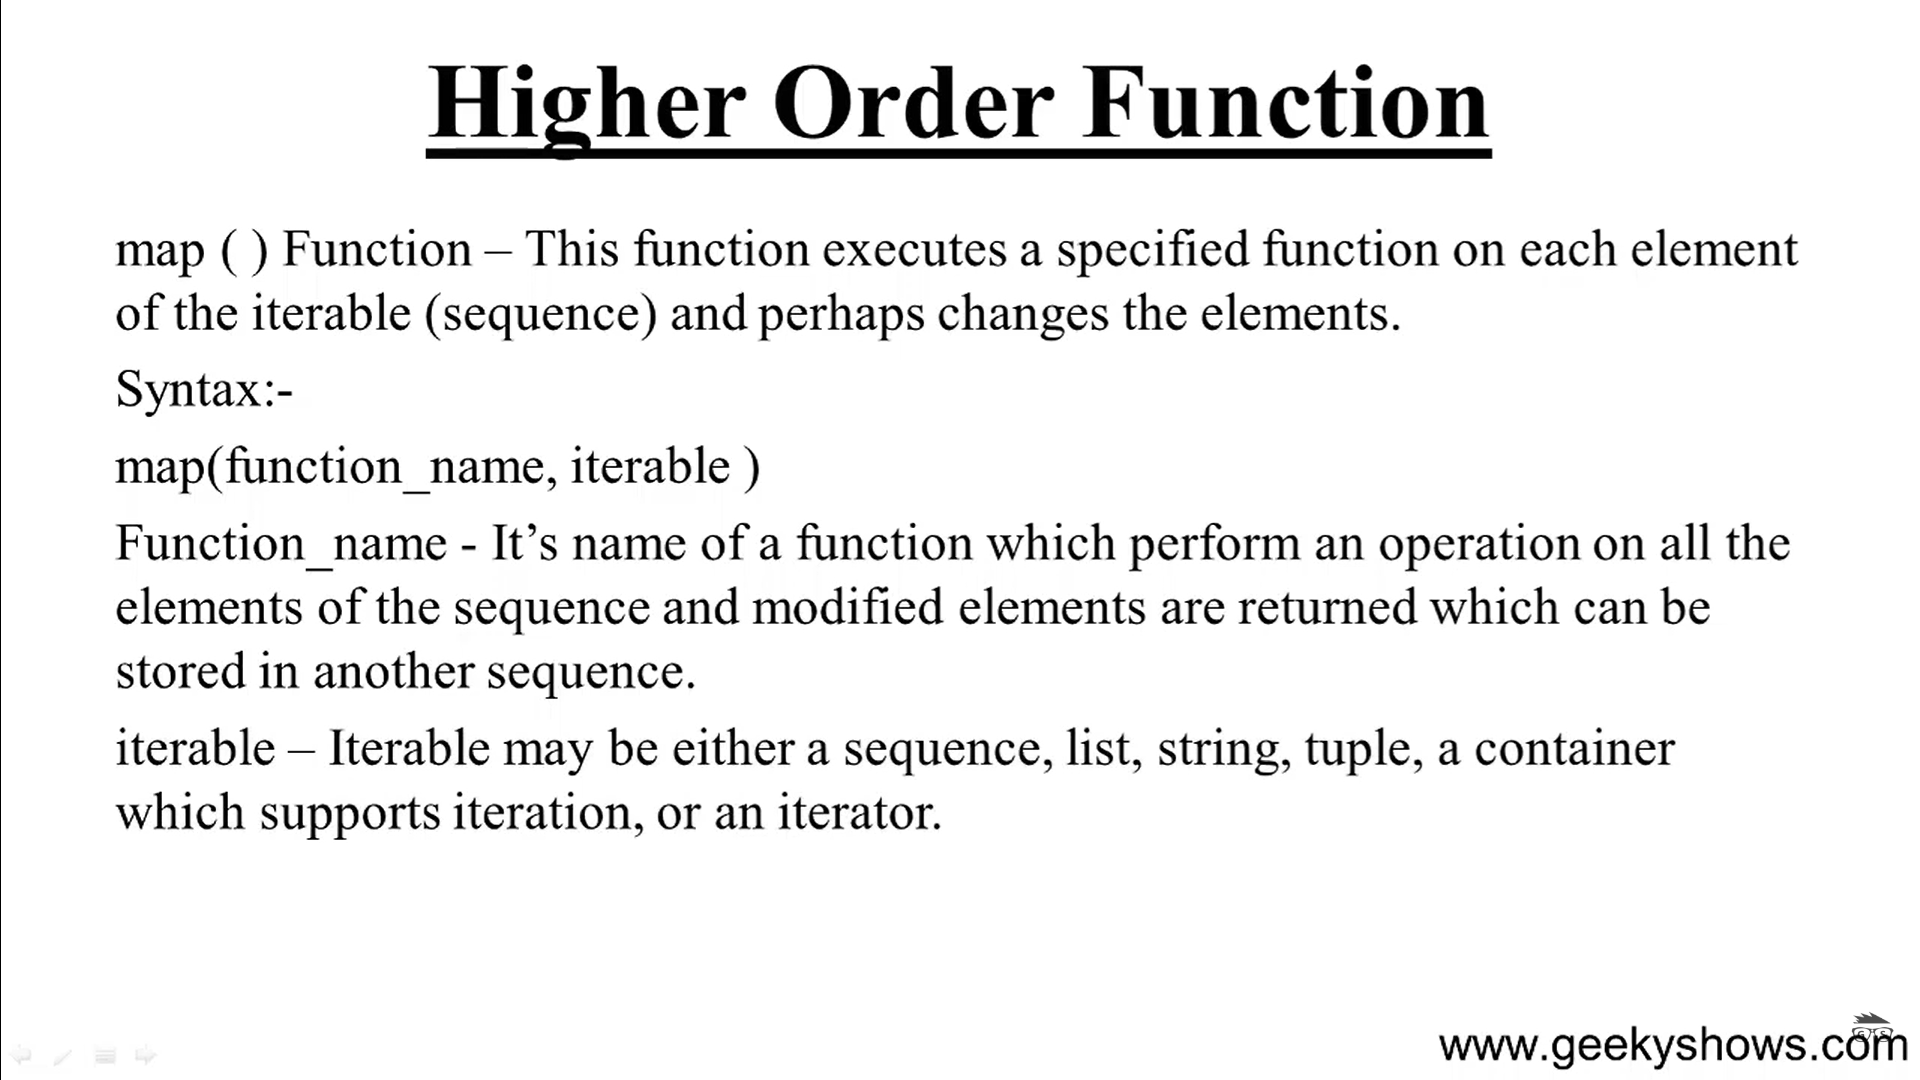 Higher Order Function
map ( ) Function – This function executes a specified function on each element
of the iterable (sequence) and perhaps changes the elements.
Syntax:-
map(function_name, iterable )
Function_name - It’s name of a function which perform an operation on all the
elements of the sequence and modified elements are returned which can be
stored in another sequence.
iterable – Iterable may be either a sequence, list, string, tuple, a container
which supports iteration, or an iterator.
GS
www.geekyshows.com